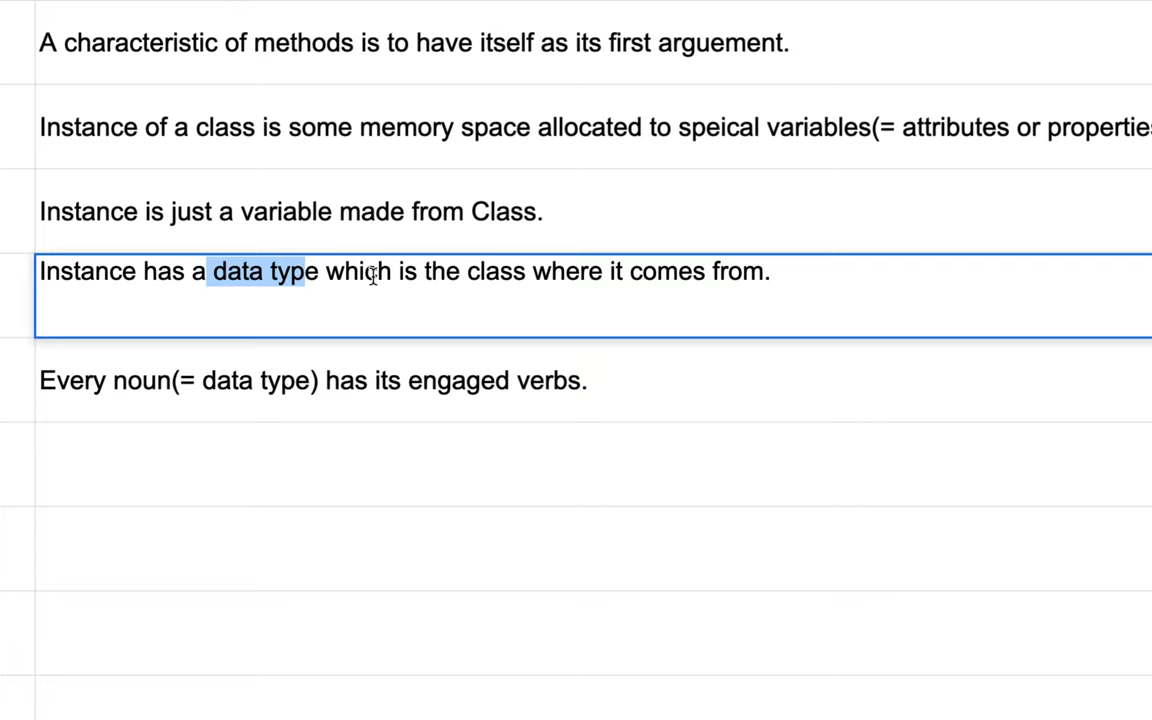 A characteristic of methods is to have itself as its first arguement.
Instance of a class is some memory space allocated to speical variables(= attributes or propertie
Instance is just a variable made from Class.
Instance has a data type which is the class where it comes from.
Every noun(= data type) has its engaged verbs.